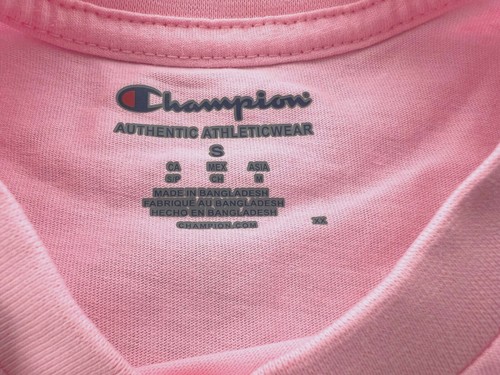 Champion
AUTHENTIC ATHLETICWEAR
S
CA MEX ASIA
S/P CH M
MADE IN BANGLADESH
FABRIQUE AU BANGLADESH
HECHO EN BANGLADESH
CHAMPION.COM